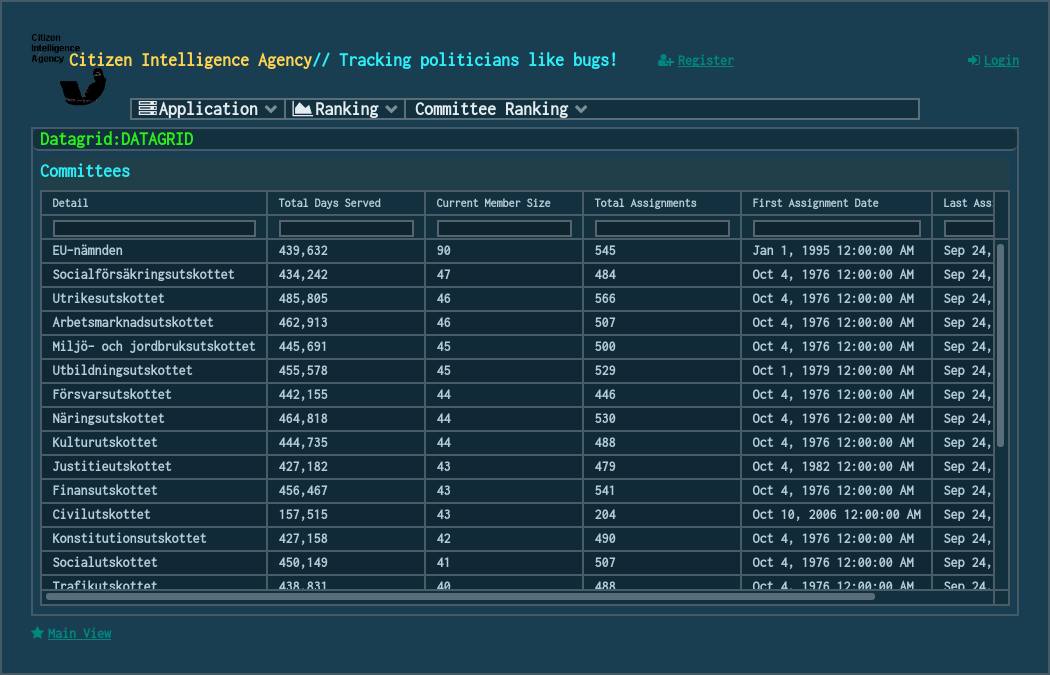 Citizen
Intelligence
Agency
Citizen Intelligence Agency// Tracking politicians like bugs!
Register
Login
Application Ranking Committee Ranking
Datagrid:DATAGRID
Committees
Detail Total Days Served Current Member Size Total Assignments First Assignment Date Last Ass
EU-nämnden 439,632 90 545 Jan 1, 1995 12:00:00 AM Sep 24,
Socialförsäkringsutskottet 434,242 47 484 Oct 4, 1976 12:00:00 AM Sep 24,
Utrikesutskottet 485,805 46 566 Oct 4, 1976 12:00:00 AM Sep 24,
Arbetsmarknadsutskottet 462,913 46 507 Oct 4, 1976 12:00:00 AM Sep 24,
Miljö- och jordbruksutskottet 445,691 45 500 Oct 4, 1976 12:00:00 AM Sep 24,
Utbildningsutskottet 455,578 45 529 Oct 1, 1979 12:00:00 AM Sep 24,
Försvarsutskottet 442,155 44 446 Oct 4, 1976 12:00:00 AM Sep 24,
Näringsutskottet 464,818 44 530 Oct 4, 1976 12:00:00 AM Sep 24,
Kulturutskottet 444,735 44 488 Oct 4, 1976 12:00:00 AM Sep 24,
Justitieutskottet 427,182 43 479 Oct 4, 1982 12:00:00 AM Sep 24,
Finansutskottet 456,467 43 541 Oct 4, 1976 12:00:00 AM Sep 24,
Civilutskottet 157,515 43 204 Oct 10, 2006 12:00:00 AM Sep 24,
Konstitutionsutskottet 427,158 42 490 Oct 4, 1976 12:00:00 AM Sep 24,
Socialutskottet 450,149 41 507 Oct 4, 1976 12:00:00 AM Sep 24,
Trafikutskottet 438,831 40 488 Oct 4, 1976 12:00:00 AM Sep 24,
Main View